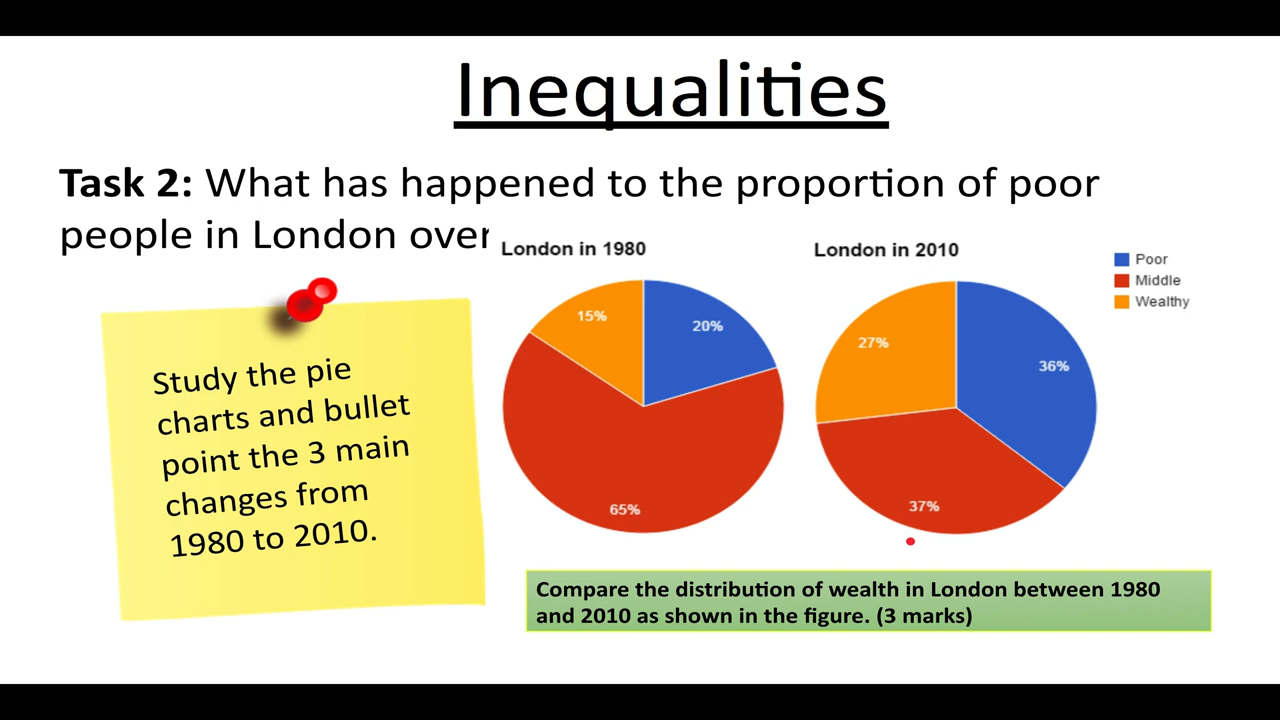 Inequalities
Task 2: What has happened to the proportion of poor
people in London over
London in 1980
London in 2010
Poor
Middle
Wealthy
15%
20%
65%
27%
36%
37%
Study the pie
charts and bullet
point the 3 main
changes from
1980 to 2010.
Compare the distribution of wealth in London between 1980
and 2010 as shown in the figure. (3 marks)